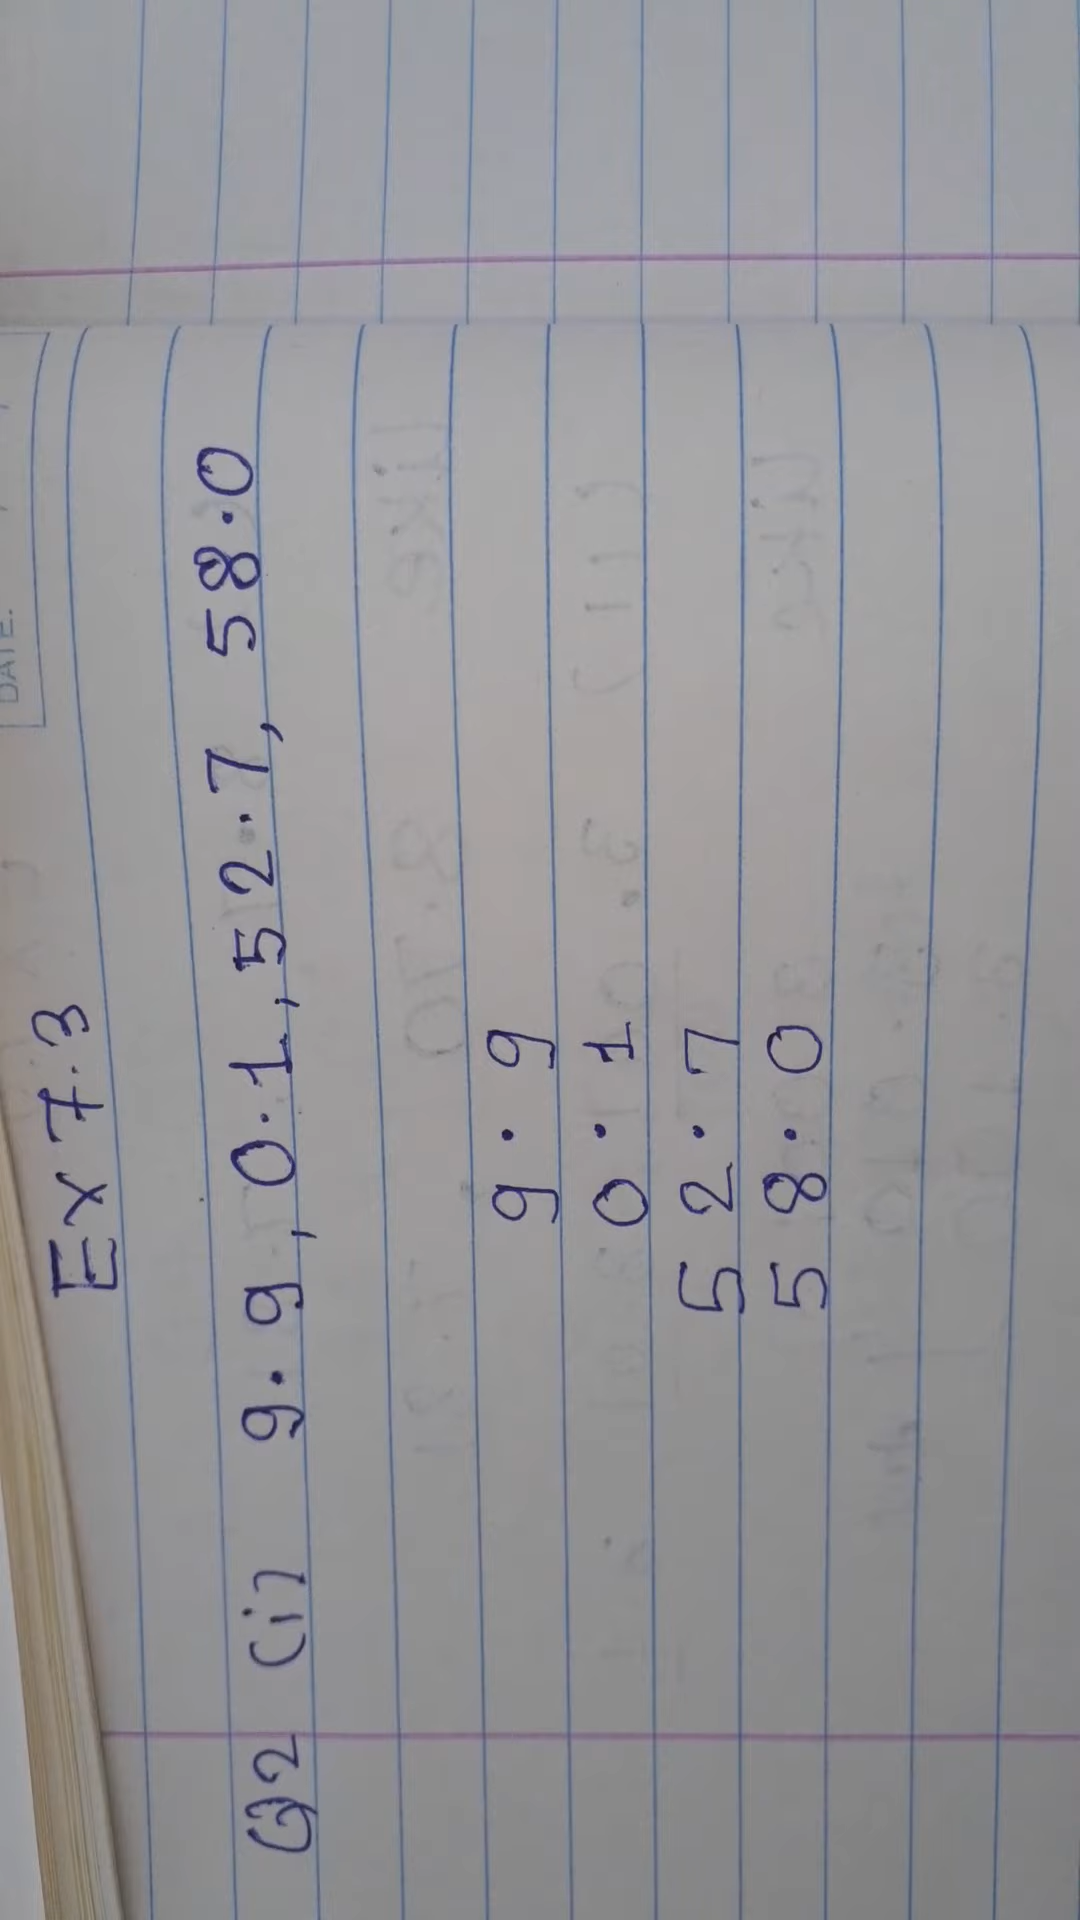 DATE:
Ex 7.3
Q2 (i) 9.9, 0.1, 52.7, 58.0
9.9
0.1
52.7
58.0